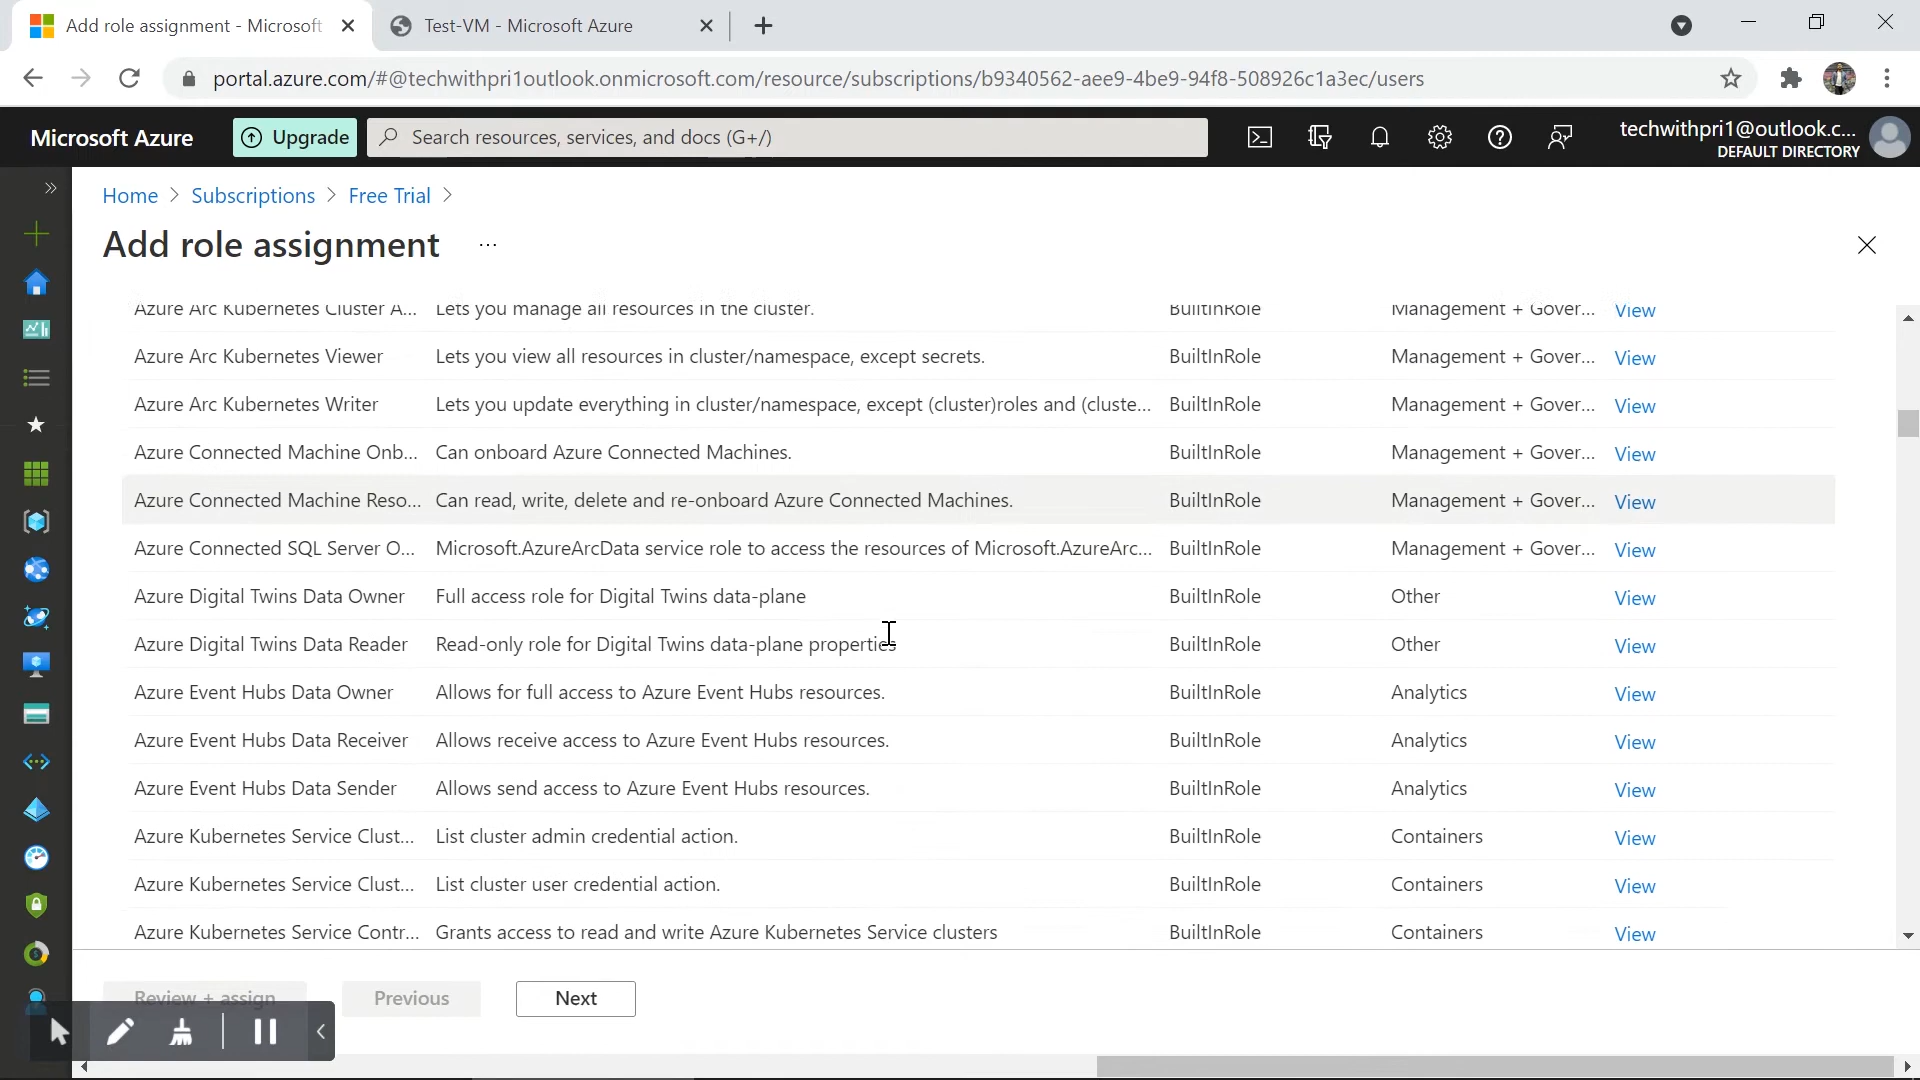 Add role assignment - Microsoft
Test-VM - Microsoft Azure
portal.azure.com/#@techwithpri1outlook.onmicrosoft.com/resource/subscriptions/b9340562-aee9-4be9-94f8-508926c1a3ec/users
Microsoft Azure
Upgrade
Search resources, services, and docs (G+/)
techwithpri1@outlook.c...
DEFAULT DIRECTORY
Home > Subscriptions > Free Trial >
Add role assignment ...
Azure Arc Kubernetes Cluster A... Lets you manage all resources in the cluster. BuiltInRole Management + Gover... View
Azure Arc Kubernetes Viewer Lets you view all resources in cluster/namespace, except secrets. BuiltInRole Management + Gover... View
Azure Arc Kubernetes Writer Lets you update everything in cluster/namespace, except (cluster)roles and (cluste... BuiltInRole Management + Gover... View
Azure Connected Machine Onb... Can onboard Azure Connected Machines. BuiltInRole Management + Gover... View
Azure Connected Machine Reso... Can read, write, delete and re-onboard Azure Connected Machines. BuiltInRole Management + Gover... View
Azure Connected SQL Server O... Microsoft.AzureArcData service role to access the resources of Microsoft.AzureArc... BuiltInRole Management + Gover... View
Azure Digital Twins Data Owner Full access role for Digital Twins data-plane BuiltInRole Other View
Azure Digital Twins Data Reader Read-only role for Digital Twins data-plane properties BuiltInRole Other View
Azure Event Hubs Data Owner Allows for full access to Azure Event Hubs resources. BuiltInRole Analytics View
Azure Event Hubs Data Receiver Allows receive access to Azure Event Hubs resources. BuiltInRole Analytics View
Azure Event Hubs Data Sender Allows send access to Azure Event Hubs resources. BuiltInRole Analytics View
Azure Kubernetes Service Clust... List cluster admin credential action. BuiltInRole Containers View
Azure Kubernetes Service Clust... List cluster user credential action. BuiltInRole Containers View
Azure Kubernetes Service Contr... Grants access to read and write Azure Kubernetes Service clusters BuiltInRole Containers View
Review + assign Previous Next